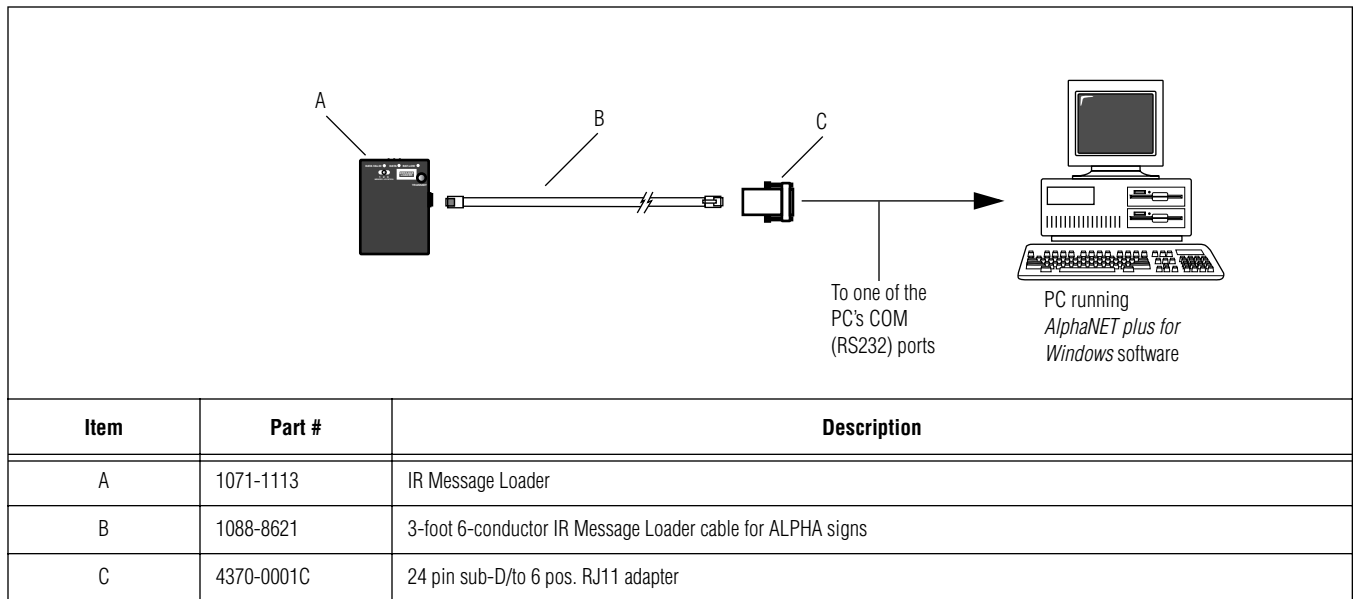 A
B
C
To one of the
PC's COM
(RS232) ports
PC running
AlphaNET plus for
Windows software
Item Part # Description
A 1071-1113 IR Message Loader
B 1088-8621 3-foot 6-conductor IR Message Loader cable for ALPHA signs
C 4370-0001C 24 pin sub-D/to 6 pos. RJ11 adapter